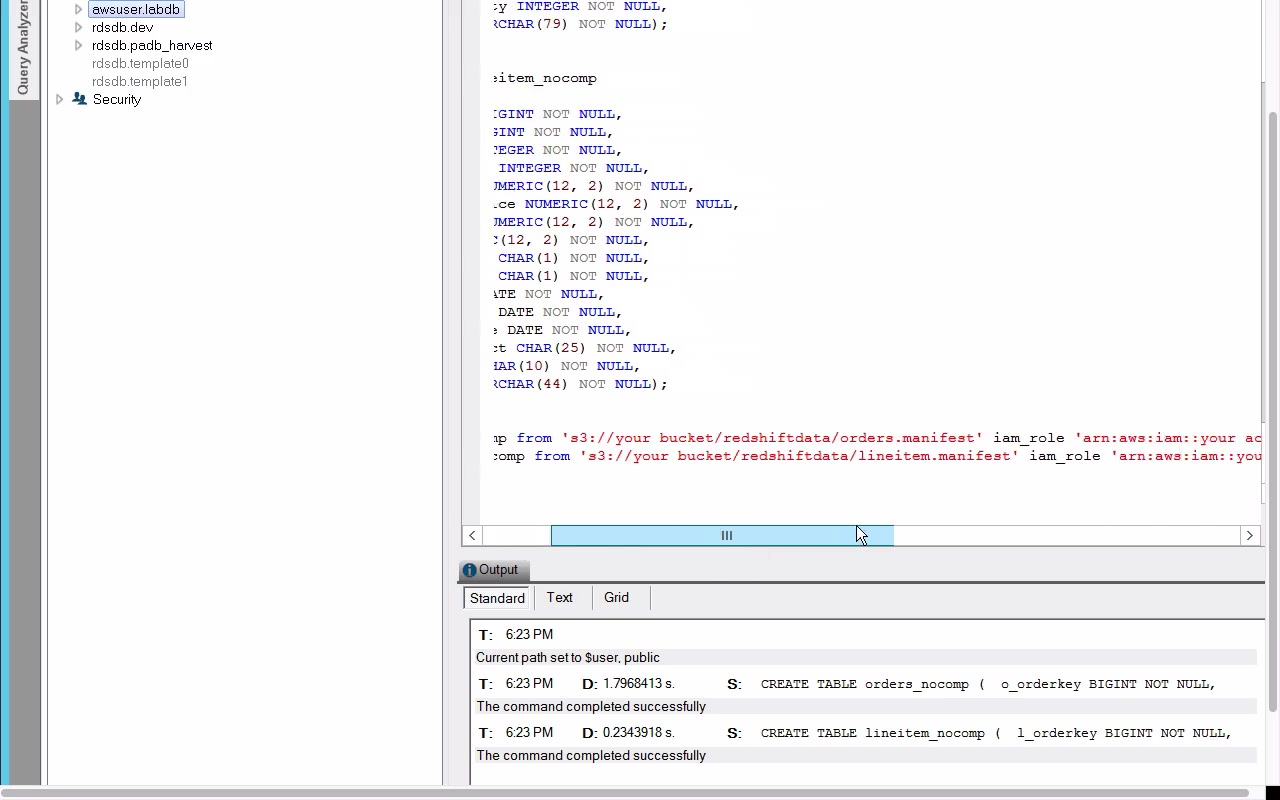 Query Analyzer
awsuser.labdb
rdsdb.dev
rdsdb.padb_harvest
rdsdb.template0
rdsdb.template1
Security
INTEGER NOT NULL,
RCHAR(79) NOT NULL);
eitem_nocomp
IGINT NOT NULL,
GINT NOT NULL,
TEGER NOT NULL,
INTEGER NOT NULL,
UMERIC(12, 2) NOT NULL,
ice NUMERIC(12, 2) NOT NULL,
UMERIC(12, 2) NOT NULL,
C(12, 2) NOT NULL,
CHAR(1) NOT NULL,
CHAR(1) NOT NULL,
ATE NOT NULL,
DATE NOT NULL,
e DATE NOT NULL,
ct CHAR(25) NOT NULL,
HAR(10) NOT NULL,
RCHAR(44) NOT NULL);
mp from 's3://your bucket/redshiftdata/orders.manifest' iam_role 'arn:aws:iam::your ac
comp from 's3://your bucket/redshiftdata/lineitem.manifest' iam_role 'arn:aws:iam::you
Output
Standard Text Grid
T: 6:23 PM
Current path set to $user, public
T: 6:23 PM D: 1.7968413 s. S: CREATE TABLE orders_nocomp ( o_orderkey BIGINT NOT NULL,
The command completed successfully
T: 6:23 PM D: 0.2343918 s. S: CREATE TABLE lineitem_nocomp ( l_orderkey BIGINT NOT NULL,
The command completed successfully